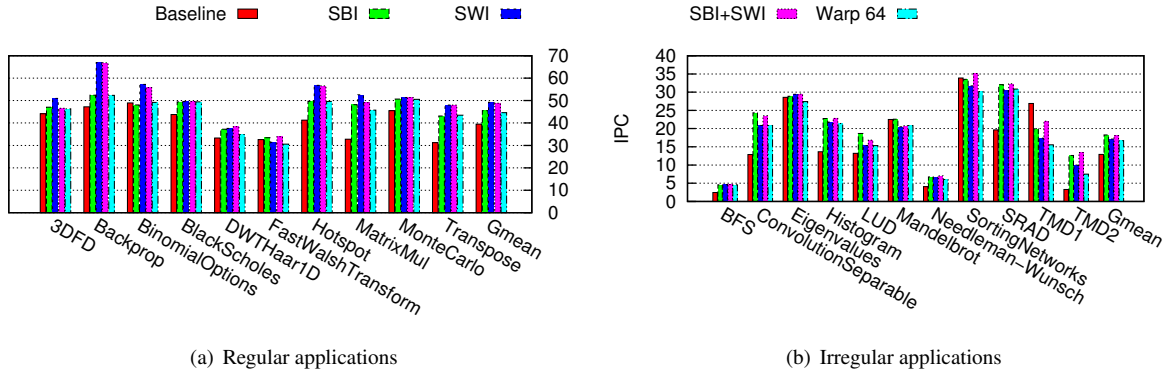 Baseline SBI SWI SBI+SWI Warp 64
70
60
50
40
30
20
10
0
3DFD
Backprop
BinomialOptions
BlackScholes
DWTHaar1D
FastWalshTransform
Hotspot
MatrixMul
MonteCarlo
Transpose
Gmean
(a) Regular applications
IPC
40
35
30
25
20
15
10
5
0
BFS
ConvolutionSeparable
Eigenvalues
Histogram
LUD
Mandelbrot
Needleman-Wunsch
SortingNetworks
SRAD
TMD1
TMD2
Gmean
(b) Irregular applications